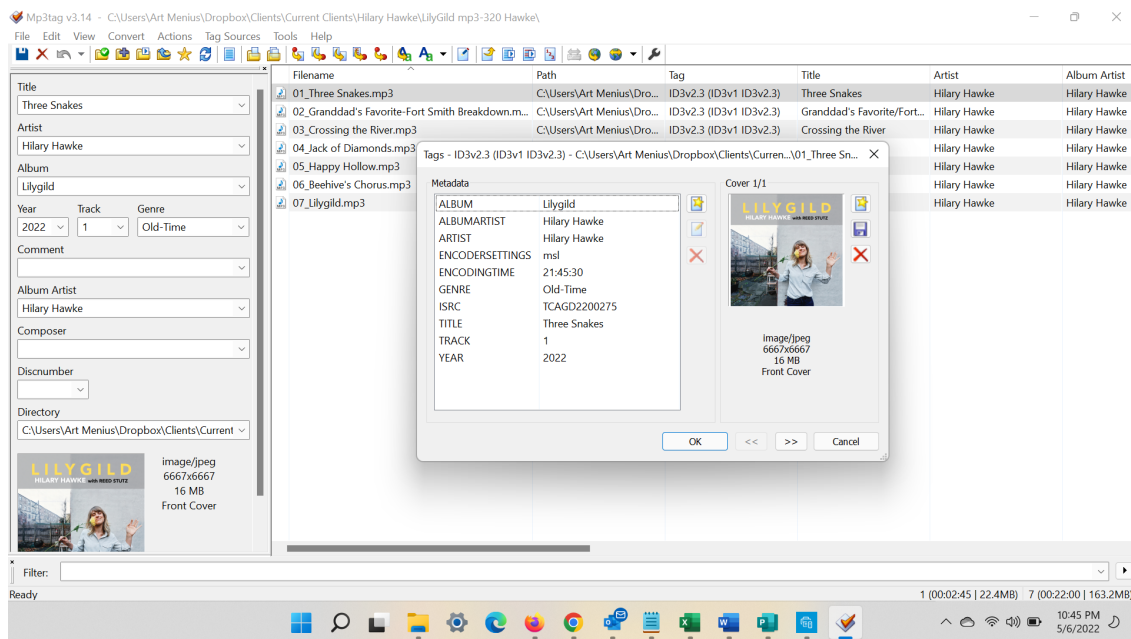 Mp3tag v3.14 - C:\Users\Art Menius\Dropbox\Clients\Current Clients\Hilary Hawke\LilyGild mp3-320 Hawke\
File Edit View Convert Actions Tag Sources Tools Help
Title
Three Snakes
Artist
Hilary Hawke
Album
Lilygild
Year Track Genre
2022 1 Old-Time
Comment
Album Artist
Hilary Hawke
Composer
Discnumber
Directory
C:\Users\Art Menius\Dropbox\Clients\Current
LILYGILD
HILARY HAWKE with REED STUTZ
image/jpeg
6667x6667
16 MB
Front Cover
Filename Path Tag Title Artist Album Artist
01_Three Snakes.mp3 C:\Users\Art Menius\Dro... ID3v2.3 (ID3v1 ID3v2.3) Three Snakes Hilary Hawke Hilary Hawke
02_Granddad's Favorite-Fort Smith Breakdown.m... C:\Users\Art Menius\Dro... ID3v2.3 (ID3v1 ID3v2.3) Granddad's Favorite/Fort... Hilary Hawke Hilary Hawke
03_Crossing the River.mp3 C:\Users\Art Menius\Dro... ID3v2.3 (ID3v1 ID3v2.3) Crossing the River Hilary Hawke Hilary Hawke
04_Jack of Diamonds.mp3 Hilary Hawke Hilary Hawke
05_Happy Hollow.mp3 Hilary Hawke Hilary Hawke
06_Beehive's Chorus.mp3 Hilary Hawke Hilary Hawke
07_Lilygild.mp3 Hilary Hawke Hilary Hawke
Tags - ID3v2.3 (ID3v1 ID3v2.3) - C:\Users\Art Menius\Dropbox\Clients\Curren...\01_Three Sn...
Metadata
ALBUM Lilygild
ALBUMARTIST Hilary Hawke
ARTIST Hilary Hawke
ENCODERSETTINGS msl
ENCODINGTIME 21:45:30
GENRE Old-Time
ISRC TCAGD2200275
TITLE Three Snakes
TRACK 1
YEAR 2022
Cover 1/1
LILYGILD
HILARY HAWKE with REED STUTZ
image/jpeg
6667x6667
16 MB
Front Cover
OK << >> Cancel
Filter:
Ready
1 (00:02:45 | 22.4MB) 7 (00:22:00 | 163.2MB)
10:45 PM
5/6/2022